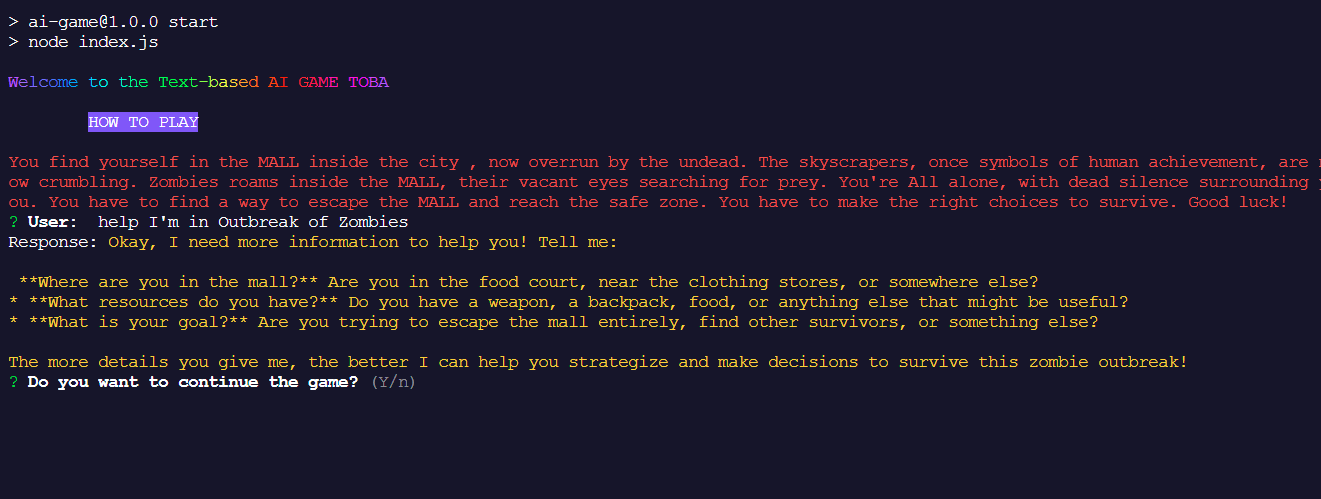 > ai-game@1.0.0 start
> node index.js
Welcome to the Text-based AI GAME TOBA
HOW TO PLAY
You find yourself in the MALL inside the city , now overrun by the undead. The skyscrapers, once symbols of human achievement, are n
ow crumbling. Zombies roams inside the MALL, their vacant eyes searching for prey. You're All alone, with dead silence surrounding y
ou. You have to find a way to escape the MALL and reach the safe zone. You have to make the right choices to survive. Good luck!
? User:  help I'm in Outbreak of Zombies
Response: Okay, I need more information to help you! Tell me:
**Where are you in the mall?** Are you in the food court, near the clothing stores, or somewhere else?
* **What resources do you have?** Do you have a weapon, a backpack, food, or anything else that might be useful?
* **What is your goal?** Are you trying to escape the mall entirely, find other survivors, or something else?
The more details you give me, the better I can help you strategize and make decisions to survive this zombie outbreak!
? Do you want to continue the game? (Y/n)